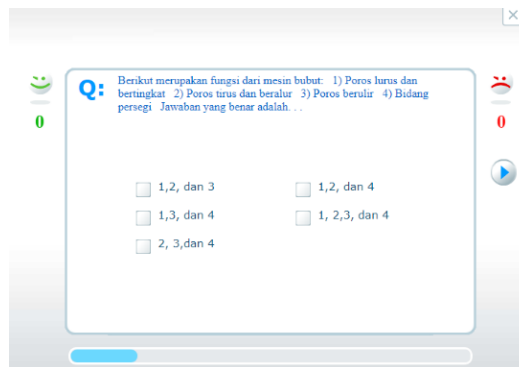 Q: Berikut merupakan fungsi dari mesin bubut: 1) Poros lurus dan
bertingkat 2) Poros tirus dan beralur 3) Poros berulir 4) Bidang
persegi Jawaban yang benar adalah. . .
0
0
1,2, dan 3
1,2, dan 4
1,3, dan 4
1, 2,3, dan 4
2, 3,dan 4